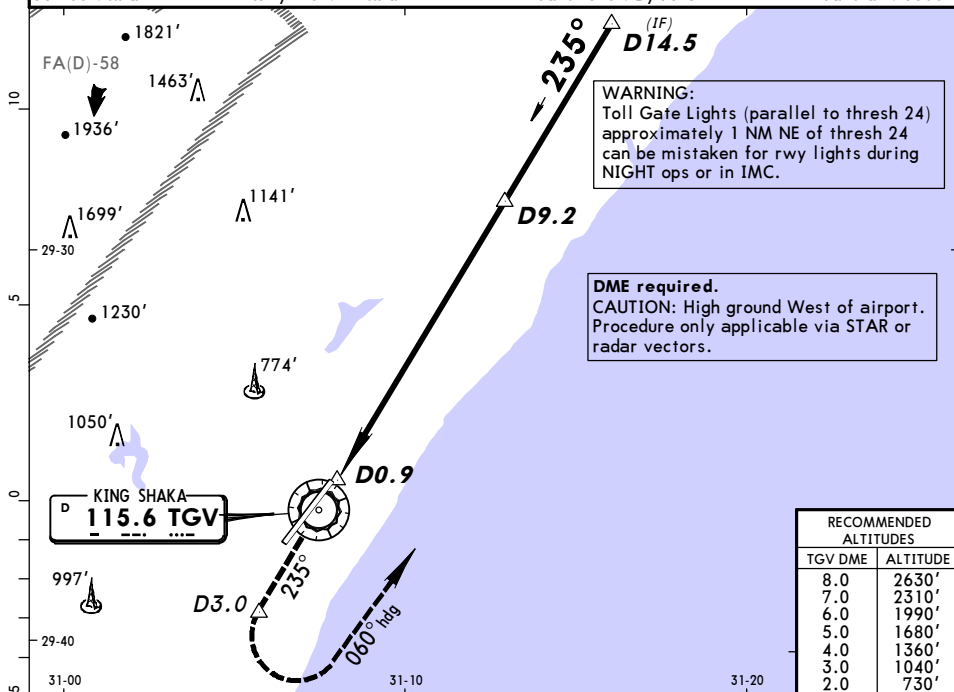 1821'
(IF)
D14.5
FA(D)-58
1463'
235°
10
1936'
WARNING:
Toll Gate Lights (parallel to thresh 24)
approximately 1 NM NE of thresh 24
can be mistaken for rwy lights during
NIGHT ops or in IMC.
1141'
1699'
D9.2
29-30
DME required.
CAUTION: High ground West of airport.
Procedure only applicable via STAR or
radar vectors.
5
1230'
774'
1050'
D0.9
0
KING SHAKA
D 115.6 TGV
RECOMMENDED
ALTITUDES
TGV DME ALTITUDE
8.0 2630'
7.0 2310'
6.0 1990'
5.0 1680'
4.0 1360'
3.0 1040'
2.0 730'
997'
235°
D3.0
060° hdg
29-40
5
31-00
31-10
31-20